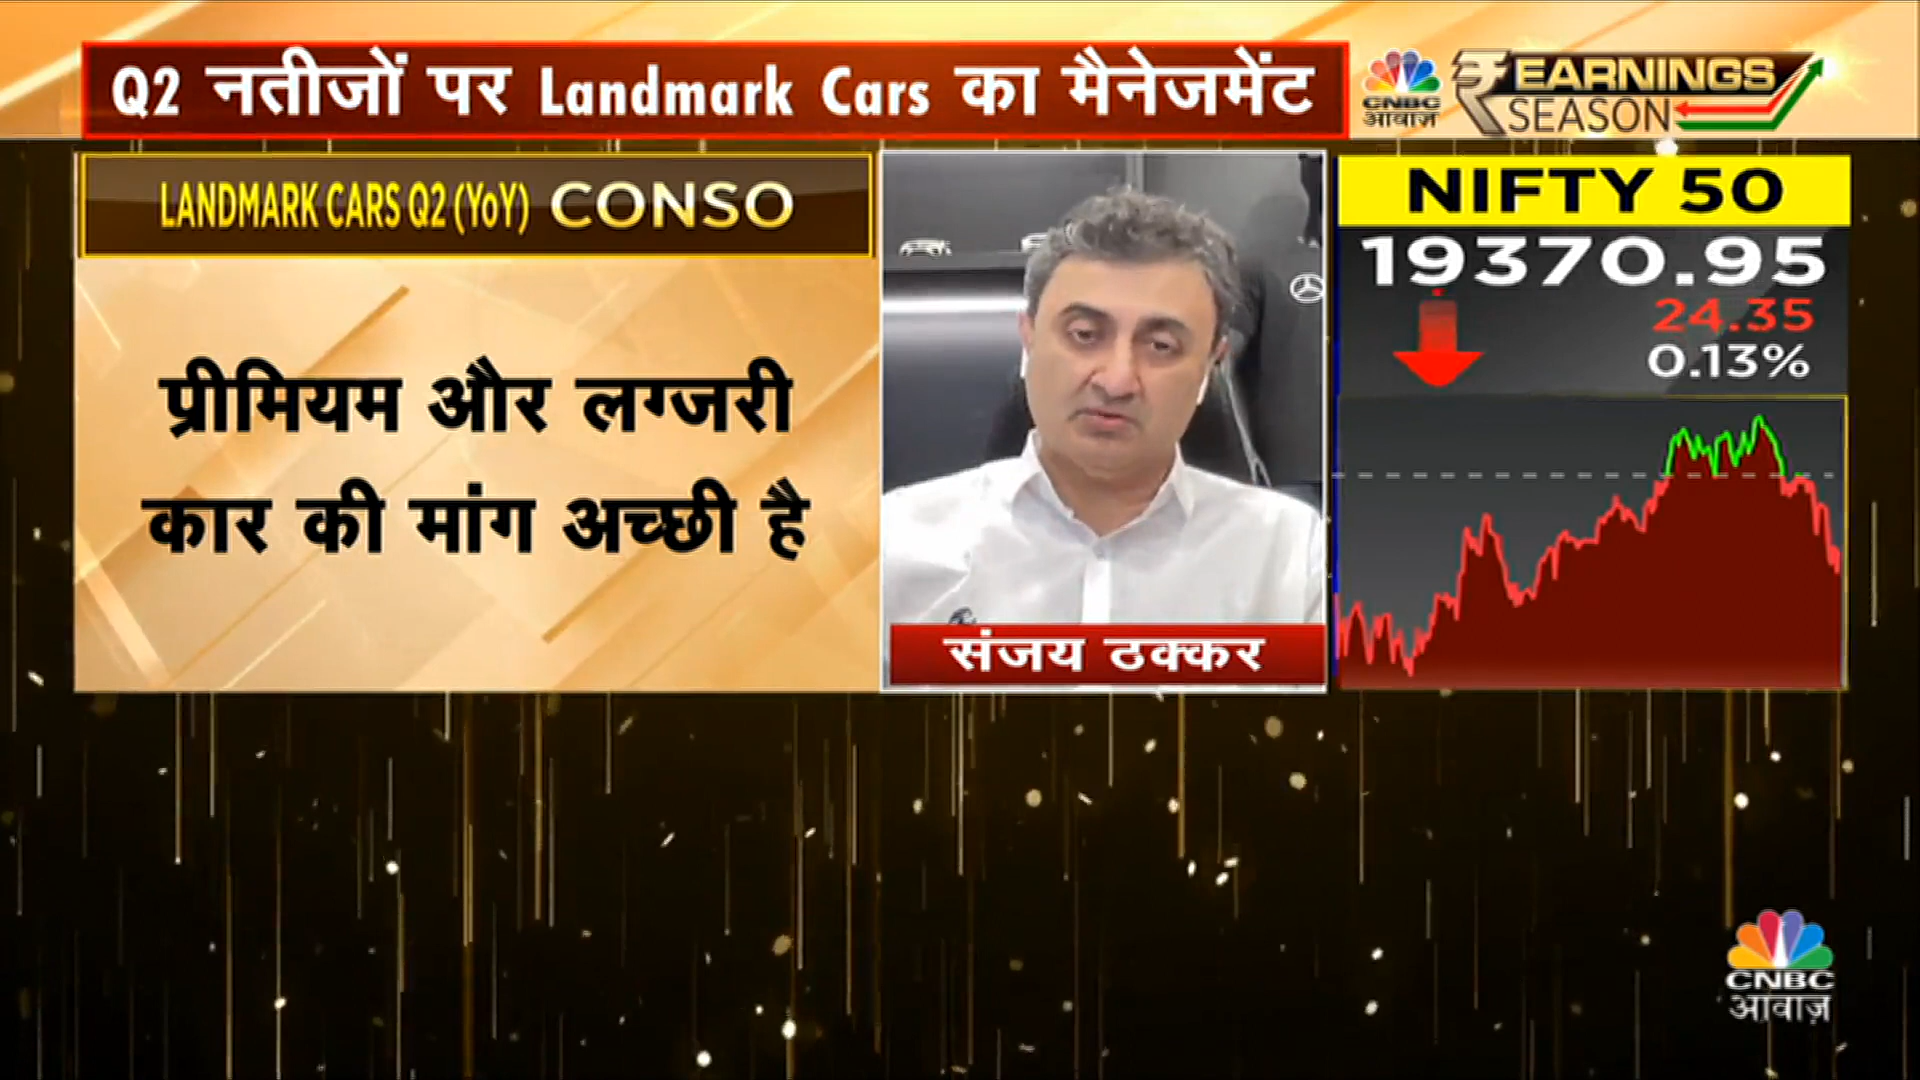 Q2 नतीजों पर Landmark Cars का मैनेजमेंट
CNBC
आवाज़
EARNINGS
SEASON
LANDMARK CARS Q2 (YoY) CONSO
प्रीमियम और लग्जरी
कार की मांग अच्छी है
संजय ठक्कर
NIFTY 50
19370.95
24.35
0.13%
CNBC
आवाज़